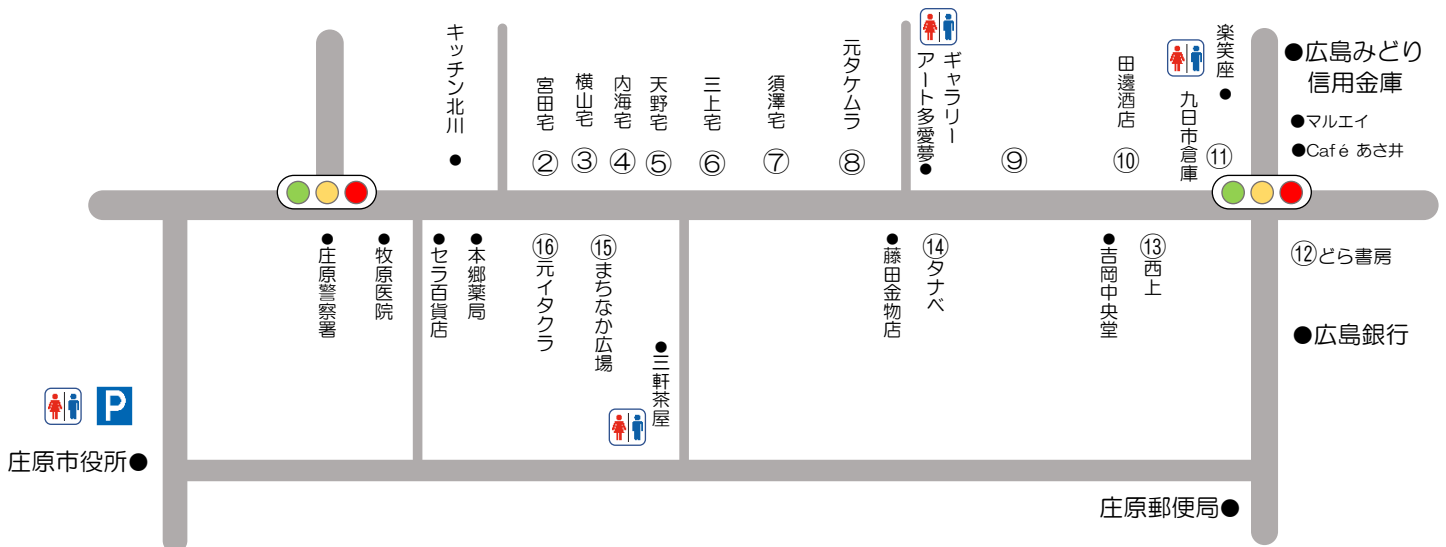 キッチン北川
宮田宅
②
横山宅
③
内海宅
④
天野宅
⑤
三上宅
⑥
須澤宅
⑦
元タケムラ
⑧
ギャラリー
アート多愛夢
⑨
田邊酒店
⑩
九日市倉庫
楽笑座
⑪
広島みどり
信用金庫
マルエイ
Café あさ井
庄原警察署
牧原医院
セラ百貨店
本郷薬局
⑯元イタクラ
⑮まちなか広場
三軒茶屋
藤田金物店
⑭タナベ
吉岡中央堂
⑬西上
⑫どら書房
広島銀行
P
庄原市役所
庄原郵便局